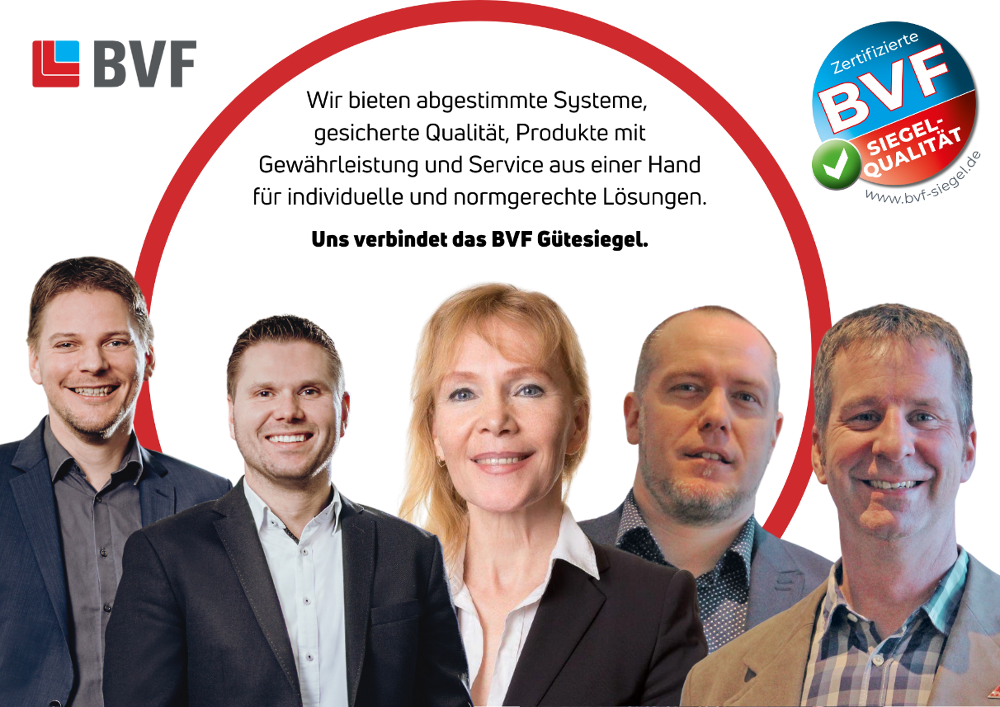 BVF
Wir bieten abgestimmte Systeme,
gesicherte Qualität, Produkte mit
Gewährleistung und Service aus einer Hand
für individuelle und normgerechte Lösungen.
Uns verbindet das BVF Gütesiegel.
Zertifizierte
BVF
SIEGEL-
QUALITÄT
www.bvf-siegel.de